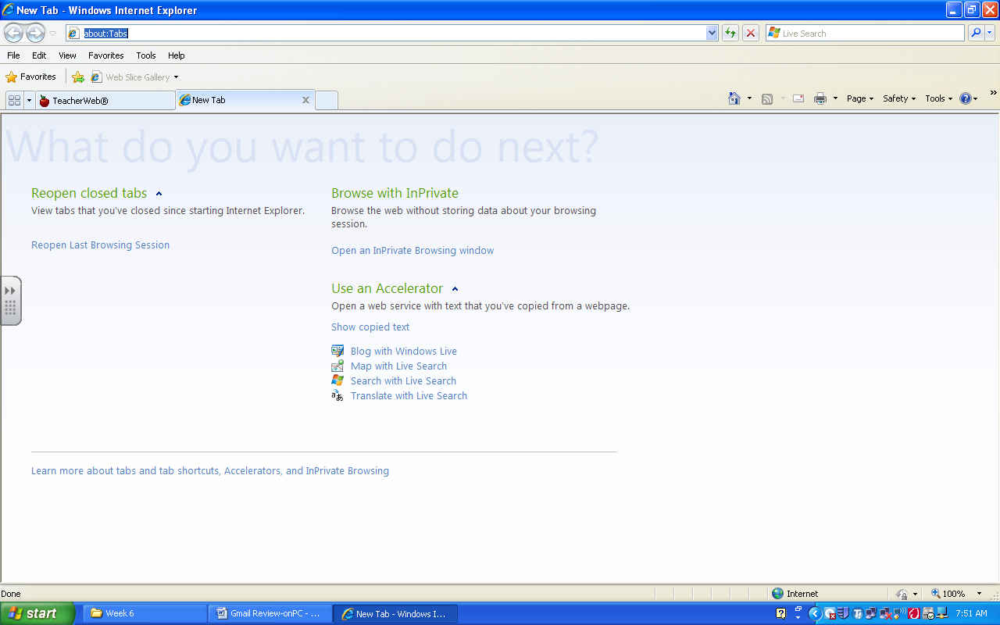 New Tab - Windows Internet Explorer
about:Tabs
Live Search
File Edit View Favorites Tools Help
Favorites Web Slice Gallery
TeacherWeb® New Tab Page Safety Tools
What do you want to do next?
Reopen closed tabs
View tabs that you've closed since starting Internet Explorer.
Reopen Last Browsing Session
Browse with InPrivate
Browse the web without storing data about your browsing
session.
Open an InPrivate Browsing window
Use an Accelerator
Open a web service with text that you've copied from a webpage.
Show copied text
Blog with Windows Live
Map with Live Search
Search with Live Search
Translate with Live Search
Learn more about tabs and tab shortcuts, Accelerators, and InPrivate Browsing
Done Internet 100%
start Week 6 Gmail Review-onPC - ... New Tab - Windows I... 7:51 AM